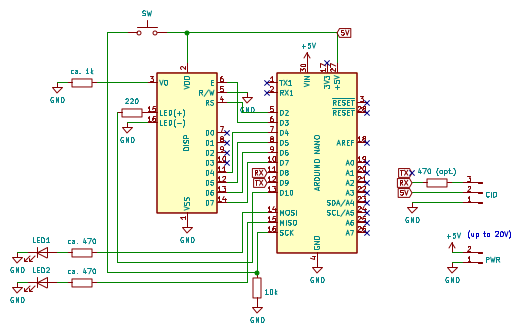 SW
5V
+5V
ca. 1k
GND
220
3 VO
15 LED(+)
16 LED(-)
GND
2 VDD
DISP
VSS 1
GND
E 6
R/W 5
RS 4
D0 7
D1 8
D2 9
D3 10
D4 11
D5 12
D6 13
D7 14
GND
30 VIN
17 3V3
27 +5V
ARDUINO NANO
1 TX1
2 RX1
5 D2
6 D3
7 D4
8 D5
9 D6
10 D7
RX 11 D8
TX 12 D9
13 D10
14 MOSI
15 MISO
16 SCK
RESET 3
RESET 28
AREF 18
A0 19
A1 20
A2 21
A3 22
SDA/A4 23
SCL/A5 24
A6 25
A7 26
GND 4
GND
TX
RX
5V
470 (opt.)
3
2
1
CID
GND
(up to 20V)
+5V
2
1
PWR
GND
LED1
ca. 470
GND
LED2
ca. 470
GND
10k
GND